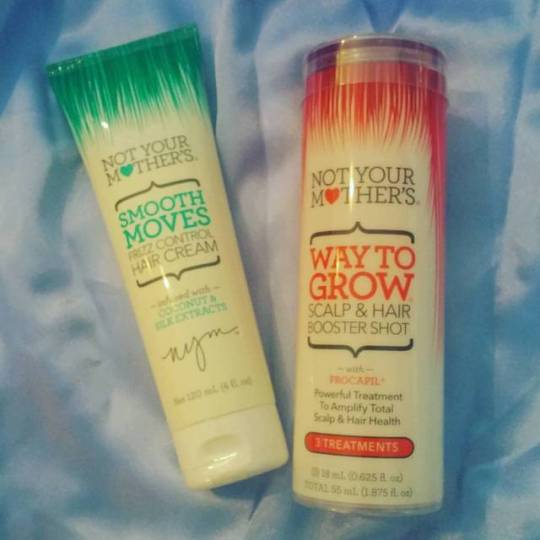 NOT YOUR
MOTHER'S®
SMOOTH
MOVES
FRIZZ CONTROL
HAIR CREAM
— infused with —
COCONUT &
SILK EXTRACTS
nym.
Net 120 mL (4 fl. oz)
NOT YOUR
MOTHER'S®
WAY TO
GROW®
SCALP & HAIR
BOOSTER SHOT
— with —
PROCAPIL®
Powerful Treatment
To Amplify Total
Scalp & Hair Health
3 TREATMENTS
(3) 18 mL (0.625 fl. oz)
TOTAL 55 mL (1.875 fl. oz)